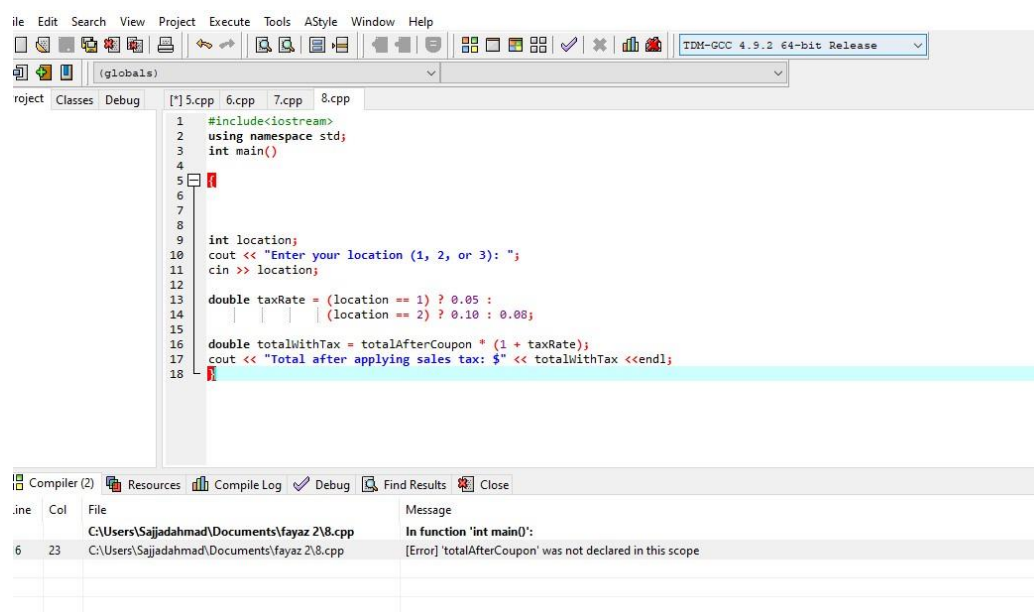 ile Edit Search View Project Execute Tools AStyle Window Help
TDM-GCC 4.9.2 64-bit Release
(globals)
roject Classes Debug [*] 5.cpp 6.cpp 7.cpp 8.cpp
1 #include<iostream>
2 using namespace std;
3 int main()
4
5 {
6
7
8
9 int location;
10 cout << "Enter your location (1, 2, or 3): ";
11 cin >> location;
12
13 double taxRate = (location == 1) ? 0.05 :
14 (location == 2) ? 0.10 : 0.08;
15
16 double totalWithTax = totalAfterCoupon * (1 + taxRate);
17 cout << "Total after applying sales tax: $" << totalWithTax <<endl;
18 }
Compiler (2) Resources Compile Log Debug Find Results Close
ine Col File Message
C:\Users\Sajjadahmad\Documents\fayaz 2\8.cpp In function 'int main()':
6 23 C:\Users\Sajjadahmad\Documents\fayaz 2\8.cpp [Error] 'totalAfterCoupon' was not declared in this scope